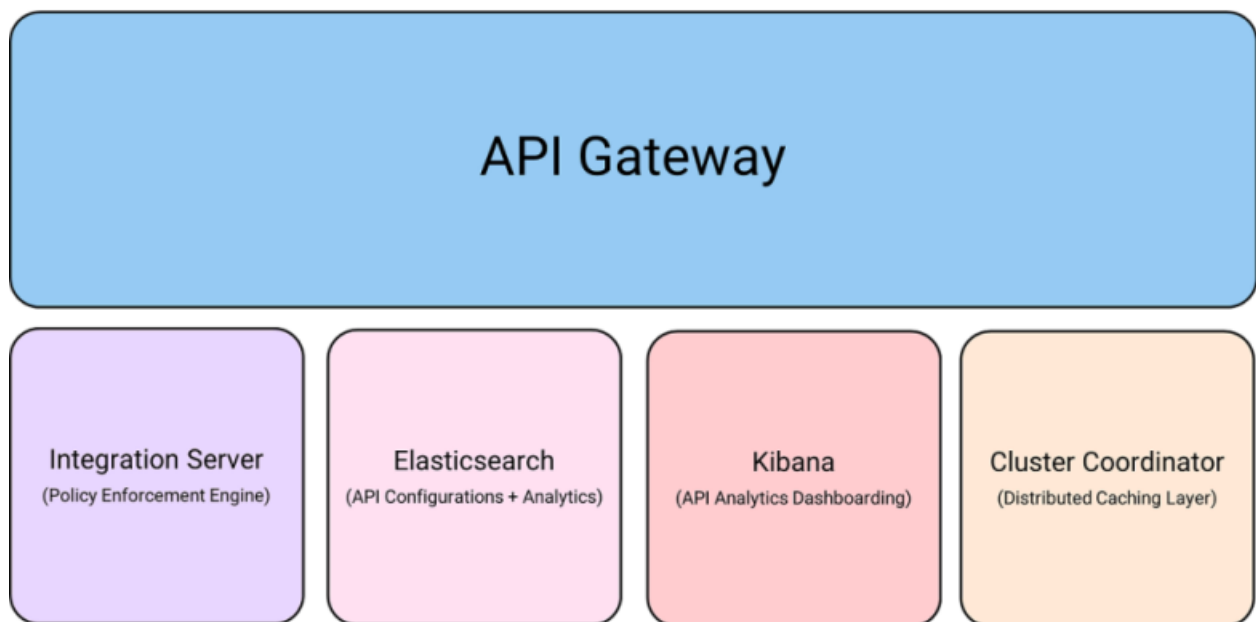 API Gateway
Integration Server
(Policy Enforcement Engine)
Elasticsearch
(API Configurations + Analytics)
Kibana
(API Analytics Dashboarding)
Cluster Coordinator
(Distributed Caching Layer)